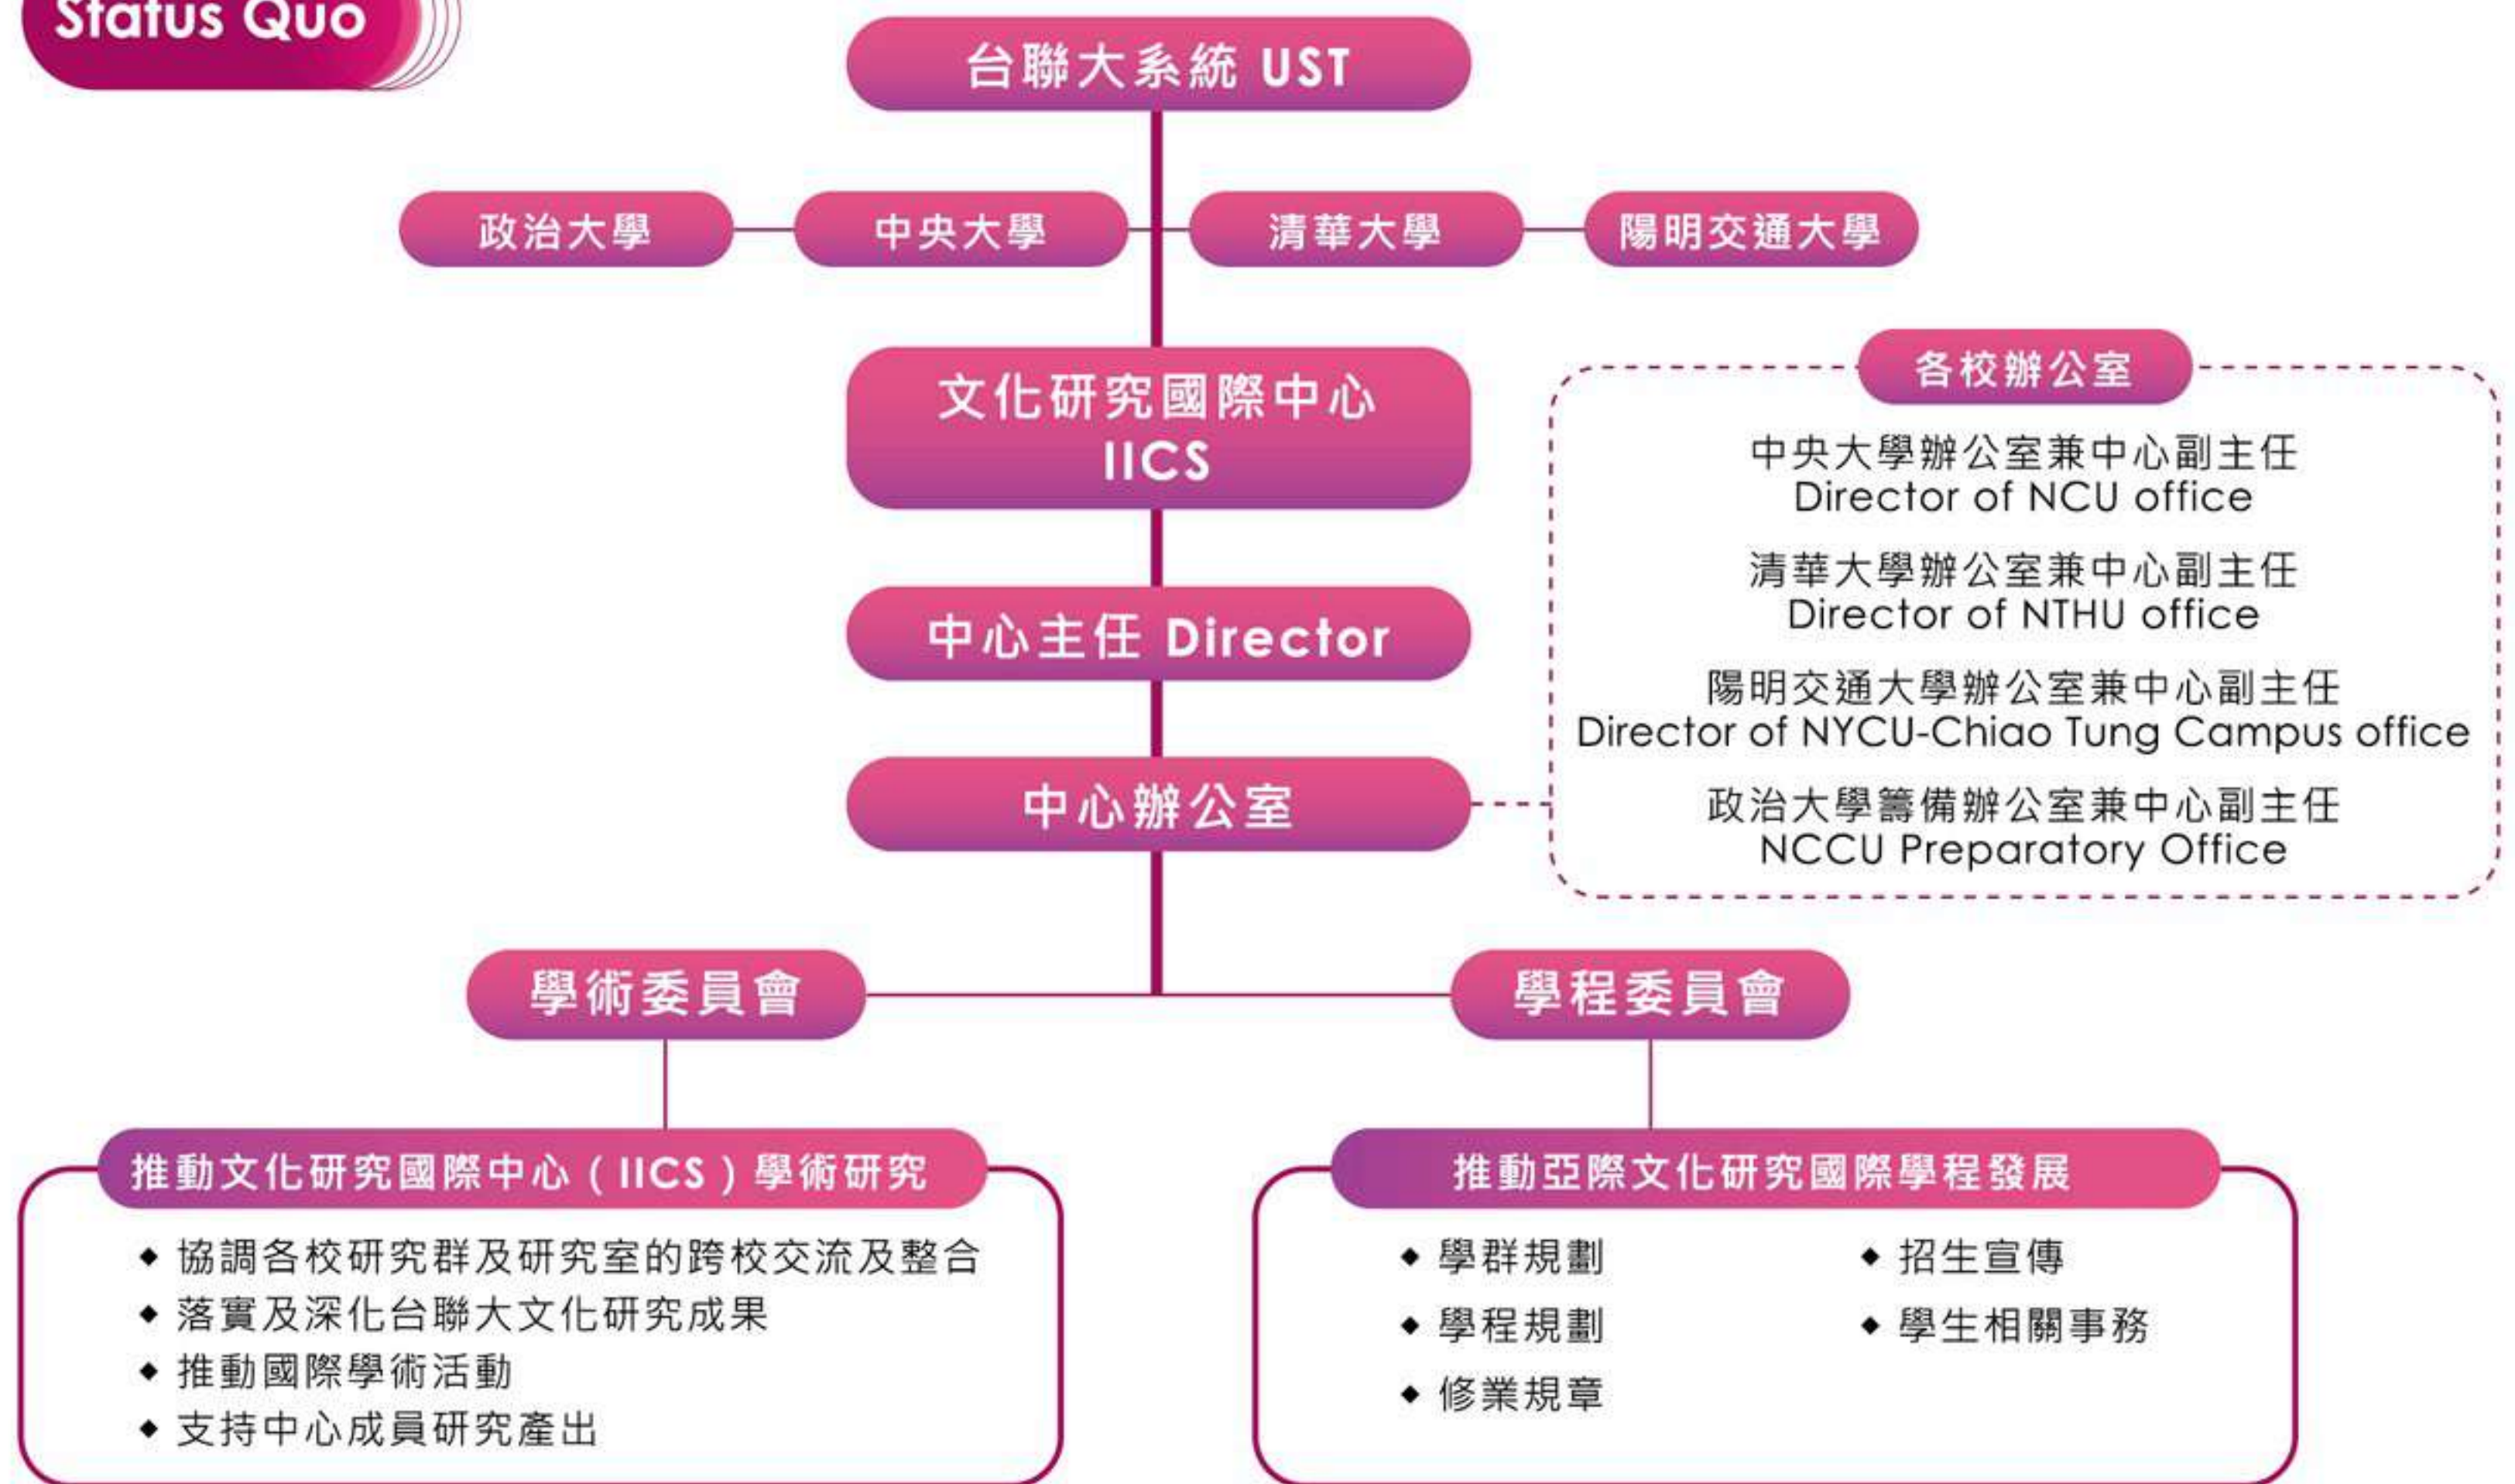 Status Quo
台聯大系統 UST
政治大學
中央大學
清華大學
陽明交通大學
文化研究國際中心
IICS
中心主任 Director
中心辦公室
各校辦公室
中央大學辦公室兼中心副主任
Director of NCU office
清華大學辦公室兼中心副主任
Director of NTHU office
陽明交通大學辦公室兼中心副主任
Director of NYCU-Chiao Tung Campus office
政治大學籌備辦公室兼中心副主任
NCCU Preparatory Office
學術委員會
學程委員會
推動文化研究國際中心（IICS）學術研究
◆ 協調各校研究群及研究室的跨校交流及整合
◆ 落實及深化台聯大文化研究成果
◆ 推動國際學術活動
◆ 支持中心成員研究產出
推動亞際文化研究國際學程發展
◆ 學群規劃
◆ 學程規劃
◆ 修業規章
◆ 招生宣傳
◆ 學生相關事務